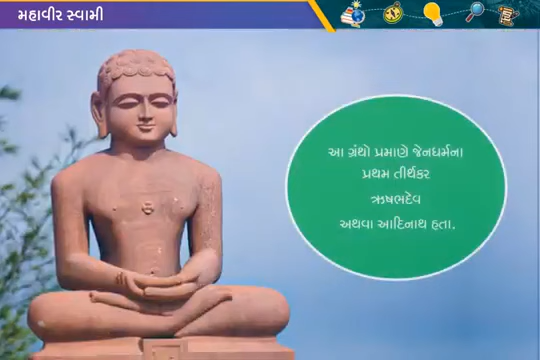 મહાવીર સ્વામી
આ ગ્રંથો પ્રમાણે જૈનધર્મના
પ્રથમ તીર્થંકર
ઋષભદેવ
અથવા આદિનાથ હતા.